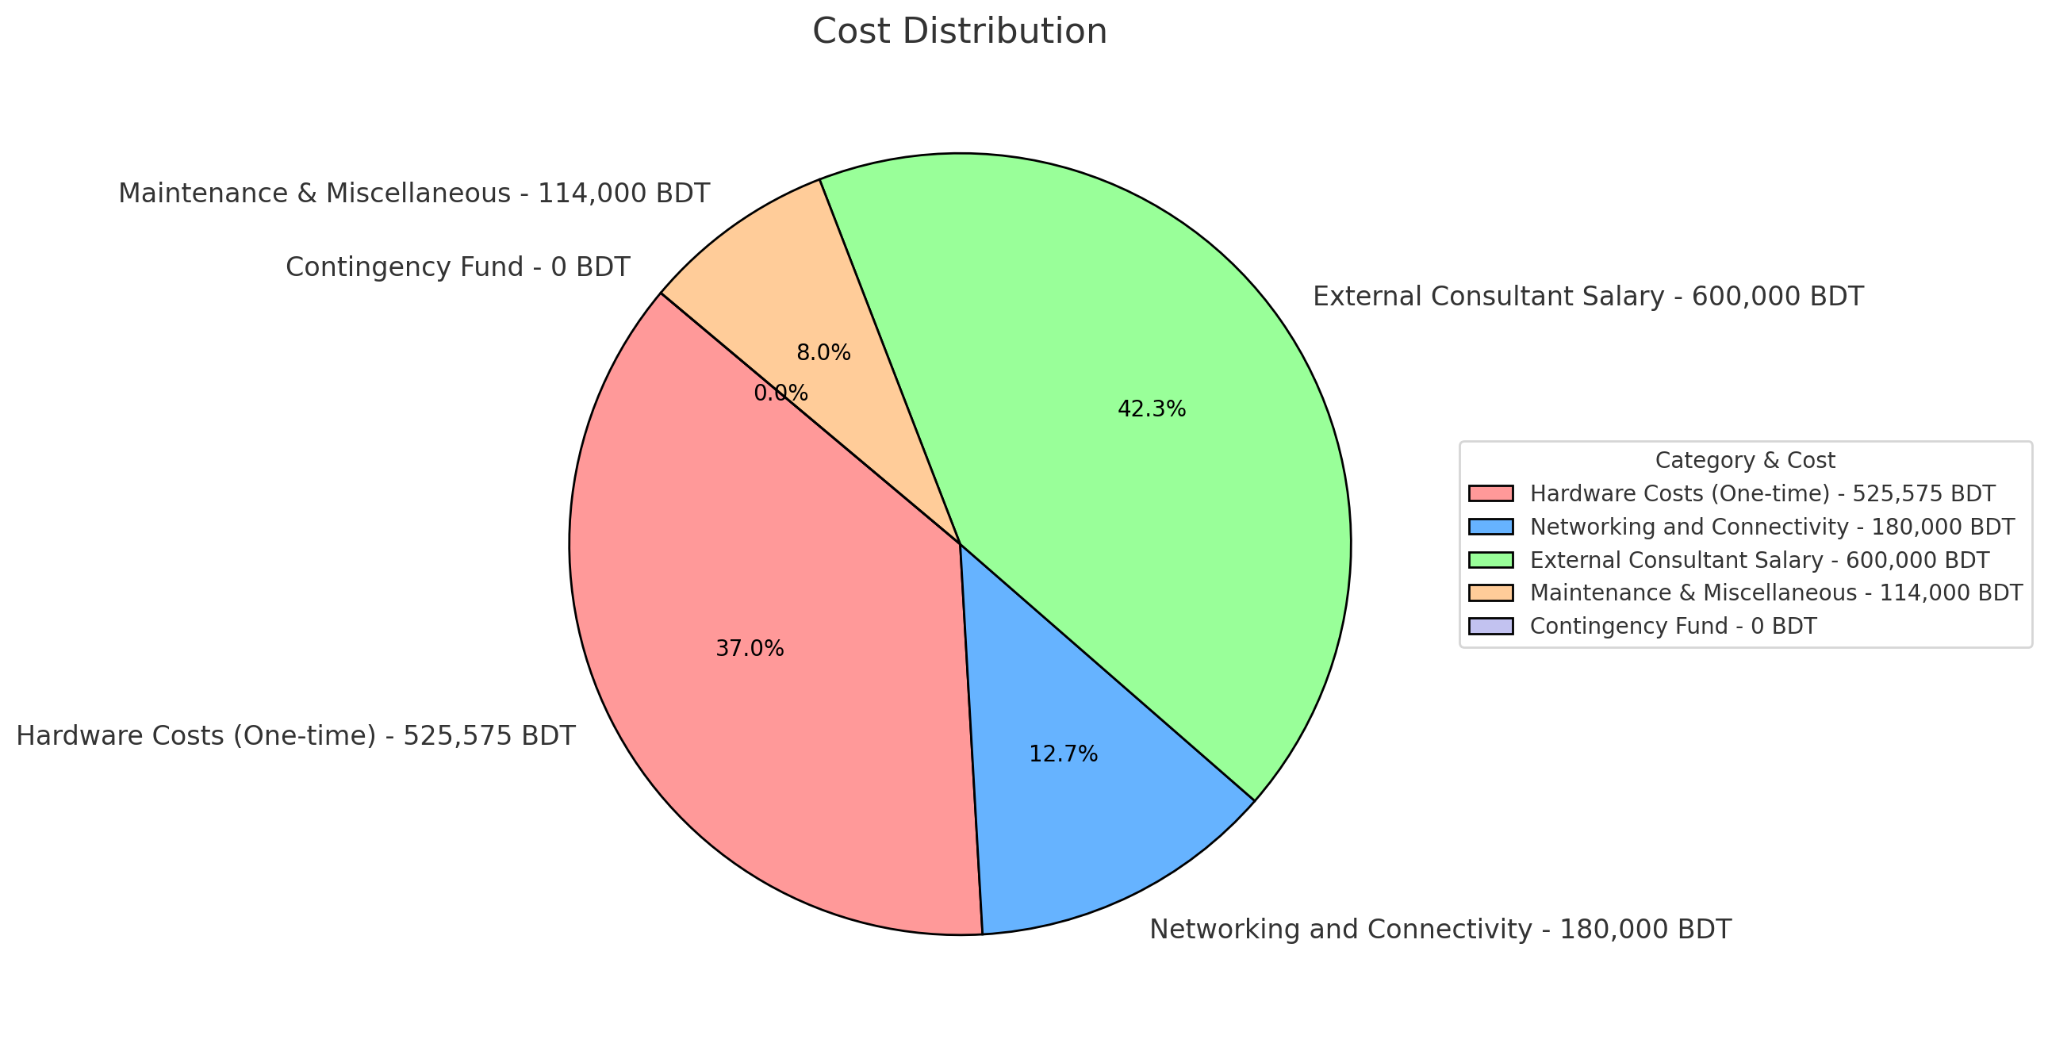 Cost Distribution
Maintenance & Miscellaneous - 114,000 BDT
Contingency Fund - 0 BDT
External Consultant Salary - 600,000 BDT
8.0%
0.0%
42.3%
37.0%
12.7%
Hardware Costs (One-time) - 525,575 BDT
Networking and Connectivity - 180,000 BDT
Category & Cost
Hardware Costs (One-time) - 525,575 BDT
Networking and Connectivity - 180,000 BDT
External Consultant Salary - 600,000 BDT
Maintenance & Miscellaneous - 114,000 BDT
Contingency Fund - 0 BDT